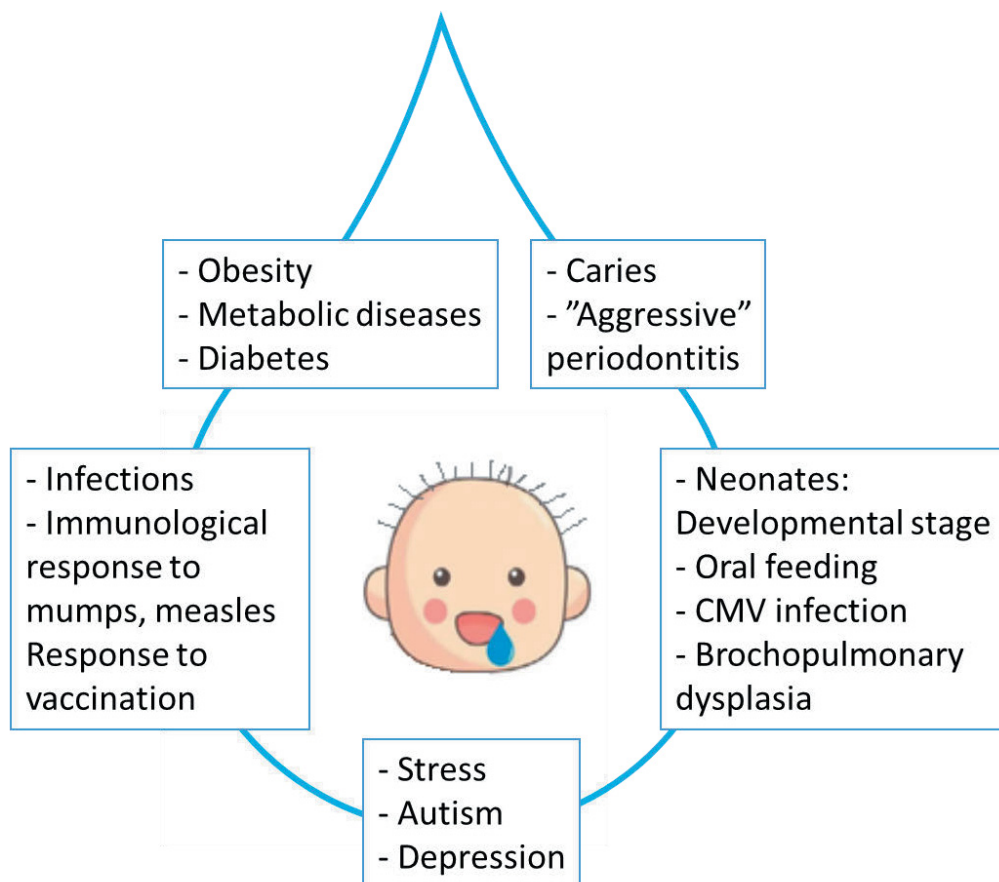 - Obesity
- Metabolic diseases
- Diabetes
- Caries
- ”Aggressive”
periodontitis
- Infections
- Immunological
response to
mumps, measles
Response to
vaccination
- Neonates:
Developmental stage
- Oral feeding
- CMV infection
- Brochopulmonary
dysplasia
- Stress
- Autism
- Depression